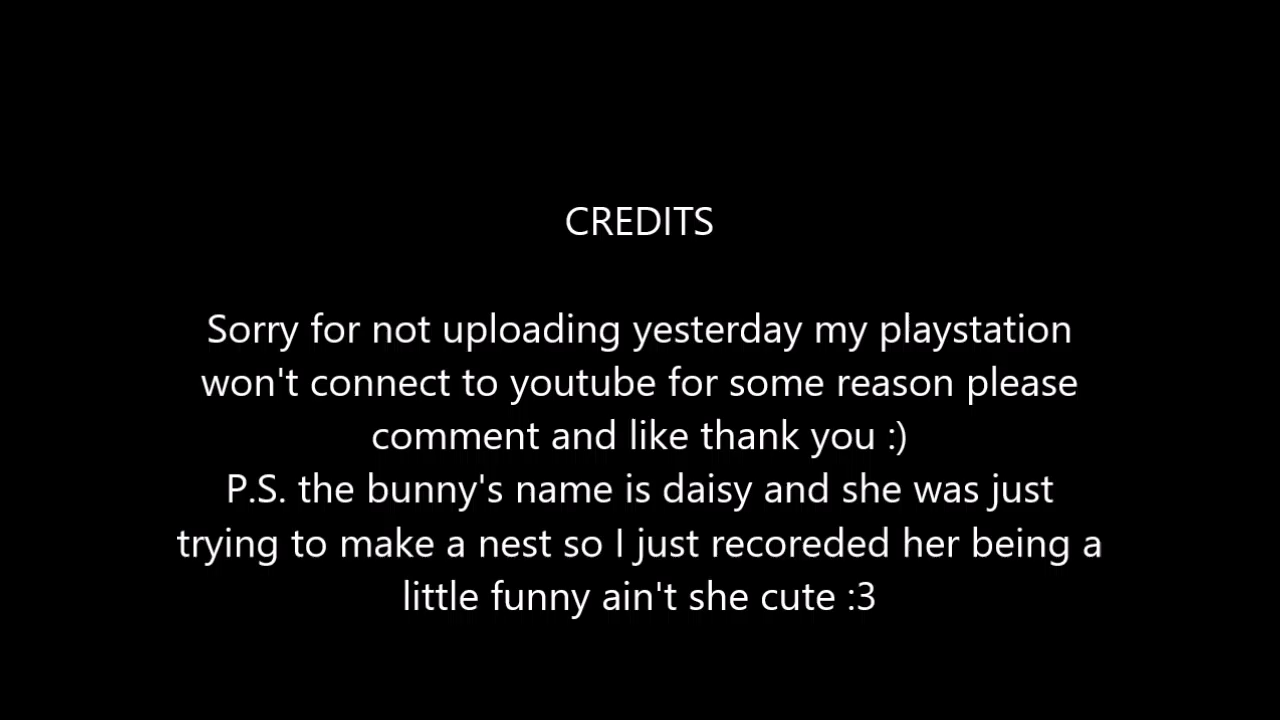 CREDITS
Sorry for not uploading yesterday my playstation
won't connect to youtube for some reason please
comment and like thank you :)
P.S. the bunny's name is daisy and she was just
trying to make a nest so I just recoreded her being a
little funny ain't she cute :3